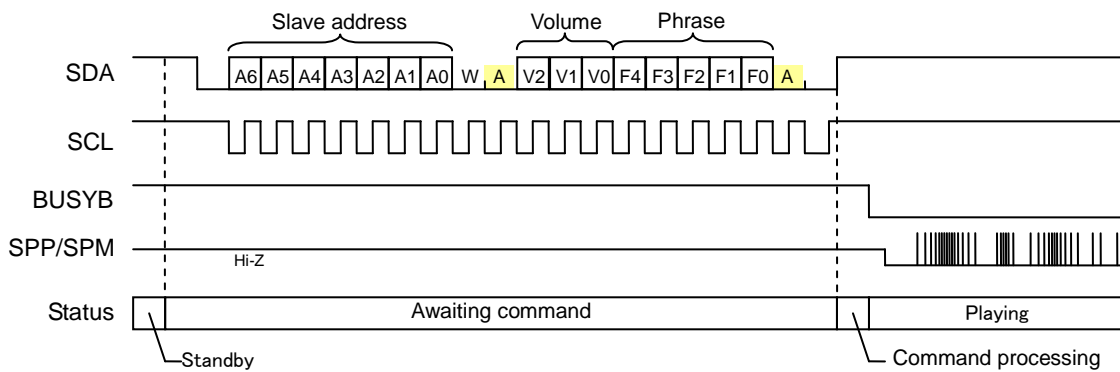 Slave address Volume Phrase
SDA A6 A5 A4 A3 A2 A1 A0 W A V2 V1 V0 F4 F3 F2 F1 F0 A
SCL
BUSYB
SPP/SPM
Hi-Z
Status Awaiting command Playing
Standby Command processing